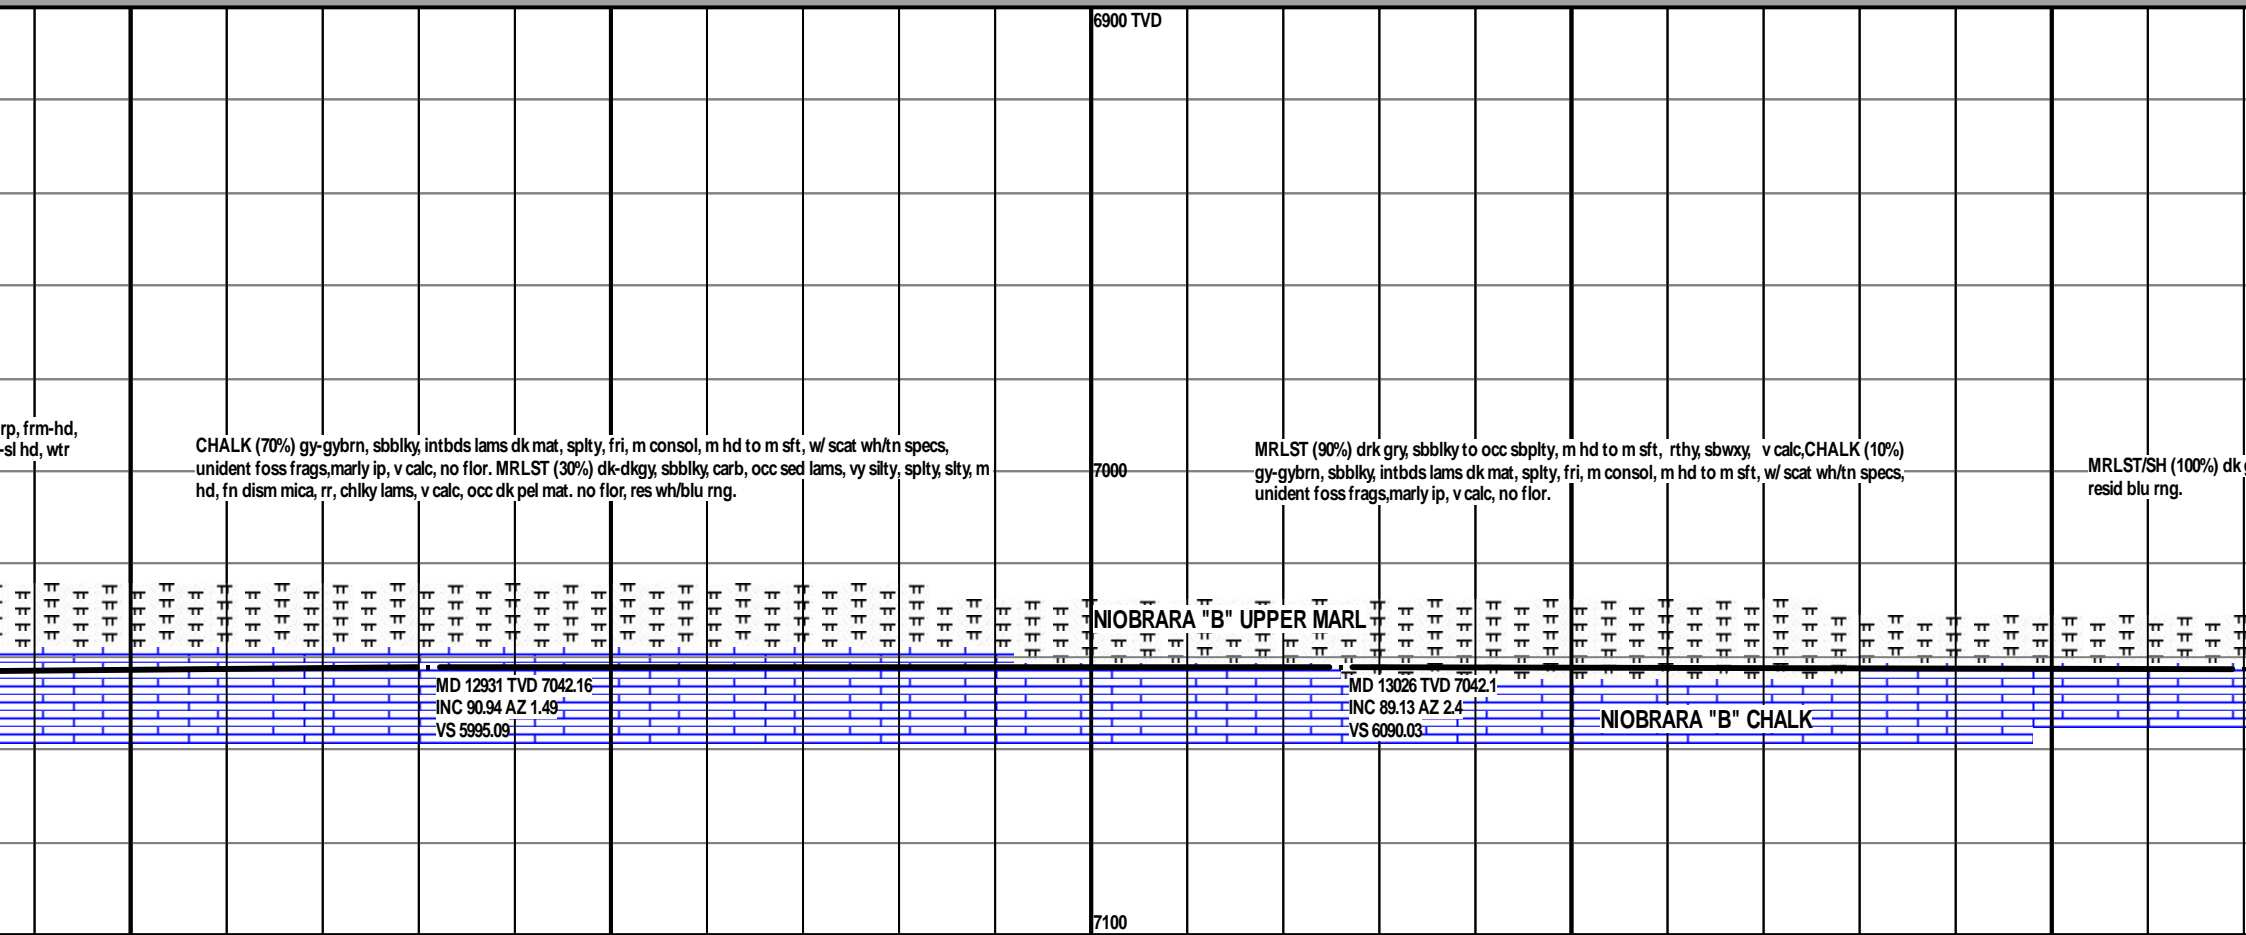 6900 TVD
rp, frm-hd,
-sl hd, wtr
CHALK (70%) gy-gybrn, sbblky, intbds lams dk mat, splty, fri, m consol, m hd to m sft, w/ scat wh/tn specs,
unident foss frags,marly ip, v calc, no flor. MRLST (30%) dk-dkgy, sbblky, carb, occ sed lams, vy silty, splty, slty, m
hd, fn dism mica, rr, chlky lams, v calc, occ dk pel mat. no flor, res wh/blu rng.
7000
MRLST (90%) drk gry, sbblky to occ sbplty, m hd to m sft, rthy, sbwxy, v calc,CHALK (10%)
gy-gybrn, sbblky, intbds lams dk mat, splty, fri, m consol, m hd to m sft, w/ scat wh/tn specs,
unident foss frags,marly ip, v calc, no flor.
MRLST/SH (100%) dk
resid blu rng.
NIOBRARA "B" UPPER MARL
MD 12931 TVD 7042.16
INC 90.94 AZ 1.49
VS 5995.09
MD 13026 TVD 7042.1
INC 89.13 AZ 2.4
VS 6090.03
NIOBRARA "B" CHALK
7100